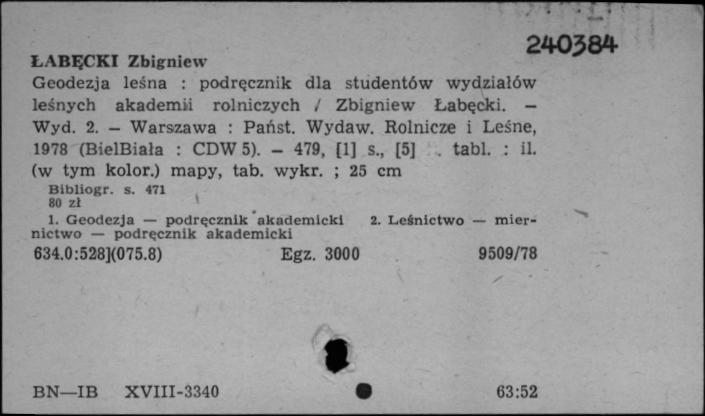 240384
ŁABĘCKI Zbigniew
Geodezja leśna : podręcznik dla studentów wydziałów
leśnych akademii rolniczych / Zbigniew Łabęcki. —
Wyd. 2. — Warszawa : Państ. Wydaw. Rolnicze i Leśne,
1978 (BielBiała : CDW 5). — 479, [1] s., [5] tabl. : il.
(w tym kolor.) mapy, tab. wykr. ; 25 cm
Bibliogr. s. 471
80 zł
1. Geodezja — podręcznik akademicki 2. Leśnictwo — mier-
nictwo — podręcznik akademicki
634.0:528](075.8) Egz. 3000 9509/78
BN—IB XVIII-3340 63:52